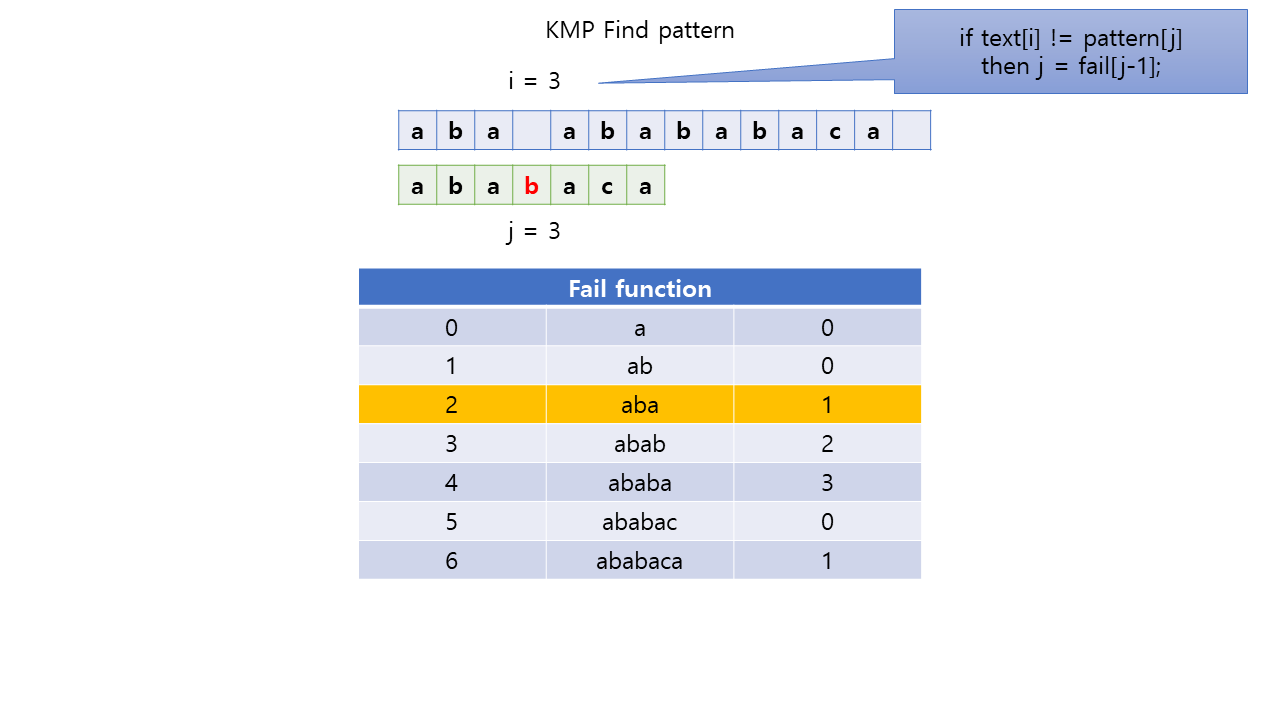 KMP Find pattern
if text[i] != pattern[j]
then j = fail[j-1];
i = 3
a b a a b a b a b a c a
a b a b a c a
j = 3
Fail function
0 a 0
1 ab 0
2 aba 1
3 abab 2
4 ababa 3
5 ababac 0
6 ababaca 1